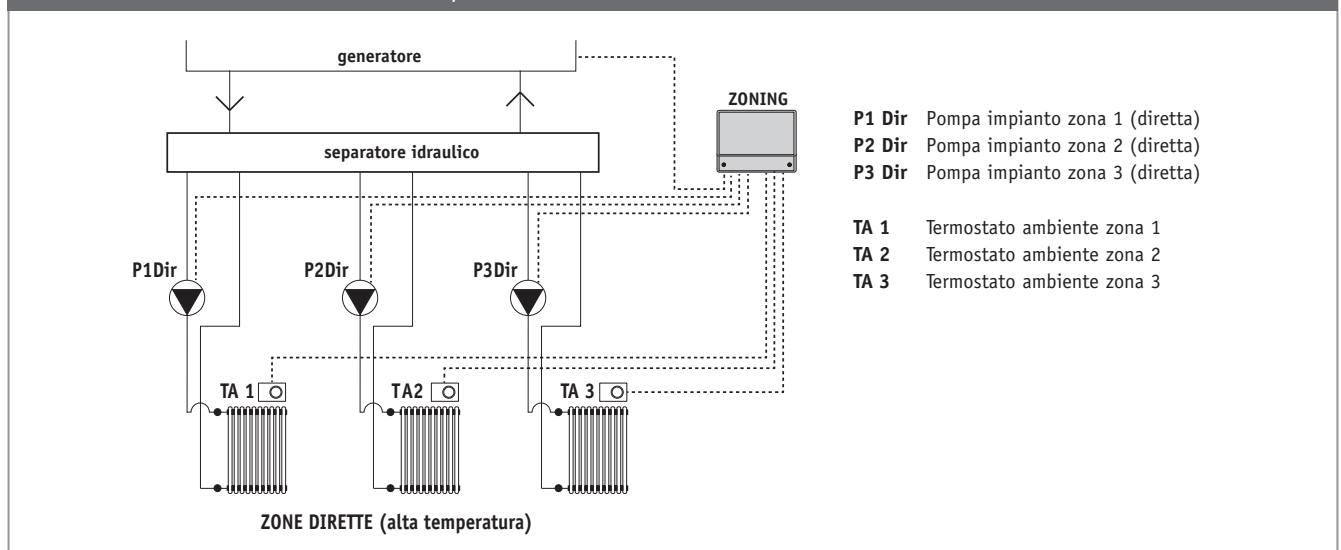 generatore
ZONING
separatore idraulico
P1Dir
P2Dir
P3Dir
TA 1
TA2
TA 3
ZONE DIRETTE (alta temperatura)
P1 Dir Pompa impianto zona 1 (diretta)
P2 Dir Pompa impianto zona 2 (diretta)
P3 Dir Pompa impianto zona 3 (diretta)
TA 1 Termostato ambiente zona 1
TA 2 Termostato ambiente zona 2
TA 3 Termostato ambiente zona 3